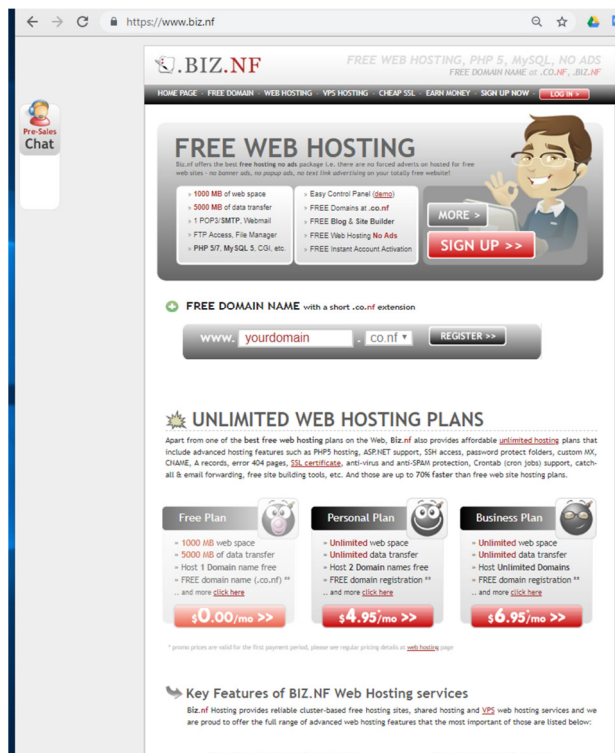 https://www.biz.nf
.BIZ.NF
FREE WEB HOSTING, PHP 5, MySQL, NO ADS
FREE DOMAIN NAME at .CO.NF, .BIZ.NF
HOME PAGE - FREE DOMAIN - WEB HOSTING - VPS HOSTING - CHEAP SSL - EARN MONEY - SIGN UP NOW - LOG IN >
Pre-Sales
Chat
FREE WEB HOSTING
Biz.nf offers the best free hosting no ads package i.e. there are no forced adverts on hosted for free
web sites - no banner ads, no popup ads, no text link advertising on your totally free website!
» 1000 MB of web space
» 5000 MB of data transfer
» 1 POP3/SMTP, Webmail
» FTP Access, File Manager
» PHP 5/7, MySQL 5, CGI, etc.
» Easy Control Panel (demo)
» FREE Domains at .co.nf
» FREE Blog & Site Builder
» FREE Web Hosting No Ads
» FREE Instant Account Activation
MORE >
SIGN UP >>
FREE DOMAIN NAME with a short .co.nf extension
www. yourdomain . co.nf REGISTER >>
UNLIMITED WEB HOSTING PLANS
Apart from one of the best free web hosting plans on the Web, Biz.nf also provides affordable unlimited hosting plans that
include advanced hosting features such as PHP5 hosting, ASP.NET support, SSH access, password protect folders, custom MX,
CNAME, A records, error 404 pages, SSL certificate, anti-virus and anti-SPAM protection, Crontab (cron jobs) support, catch-
all & email forwarding, free site building tools, etc. And those are up to 70% faster than free web site hosting plans.
Free Plan
» 1000 MB web space
» 5000 MB of data transfer
» Host 1 Domain name free
» FREE domain name (.co.nf) **
.. and more click here
$0.00/mo >>
Personal Plan
» Unlimited web space
» Unlimited data transfer
» Host 2 Domain names free
» FREE domain registration **
.. and more click here
$4.95*/mo >>
Business Plan
» Unlimited web space
» Unlimited data transfer
» Host Unlimited Domains
» FREE domain registration **
.. and more click here
$6.95*/mo >>
* promo prices are valid for the first payment period, please see regular pricing details at web hosting page
Key Features of BIZ.NF Web Hosting services
Biz.nf Hosting provides reliable cluster-based free hosting sites, shared hosting and VPS web hosting services and we
are proud to offer the full range of advanced web hosting features that the most important of those are listed below: